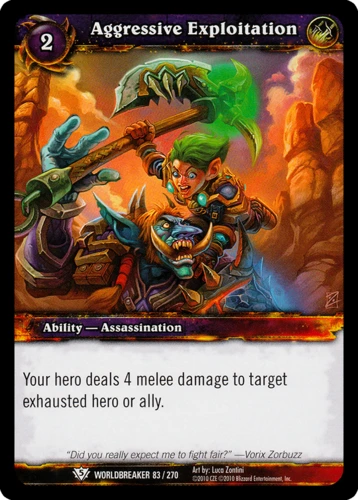 2
Aggressive Exploitation
Ability — Assassination
Your hero deals 4 melee damage to target
exhausted hero or ally.
"Did you really expect me to fight fair?" —Vorix Zorbuzz
WORLDBREAKER 83 / 270
Art by: Luca Zontini
©2010 CZE ©2010 Blizzard Entertainment, Inc.